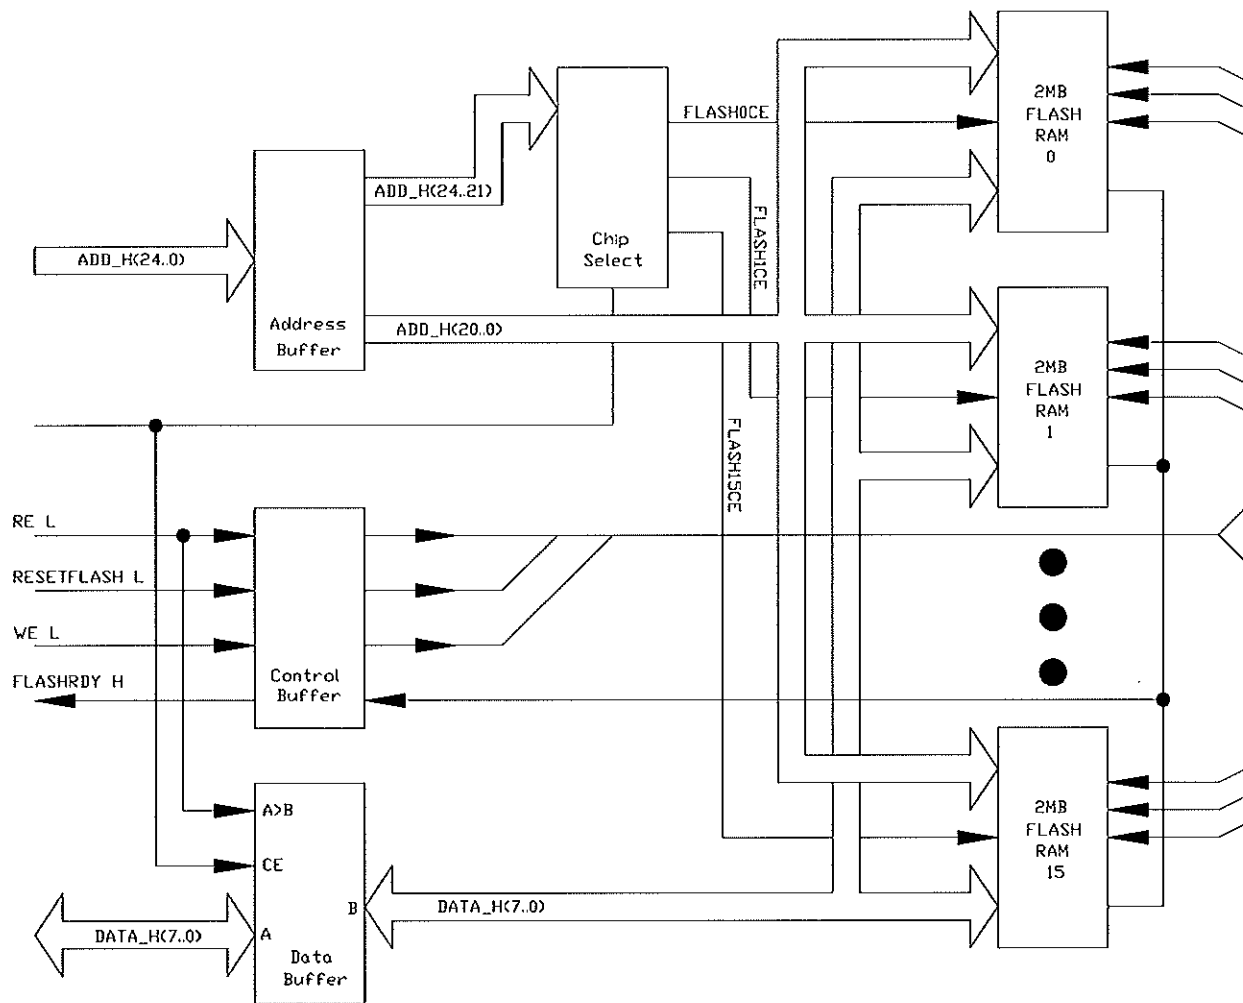 2MB
FLASH
RAM
0
FLASH0CE
ADD_H(24..21)
FLASH1CE
Chip
Select
ADD_H(24..0)
Address
Buffer
ADD_H(20..0)
2MB
FLASH
RAM
1
FLASH15CE
RE L
RESETFLASH L
WE L
FLASHRDY H
Control
Buffer
A>B
CE
2MB
FLASH
RAM
15
B
DATA_H(7..0)
DATA_H(7..0)
A
Data
Buffer